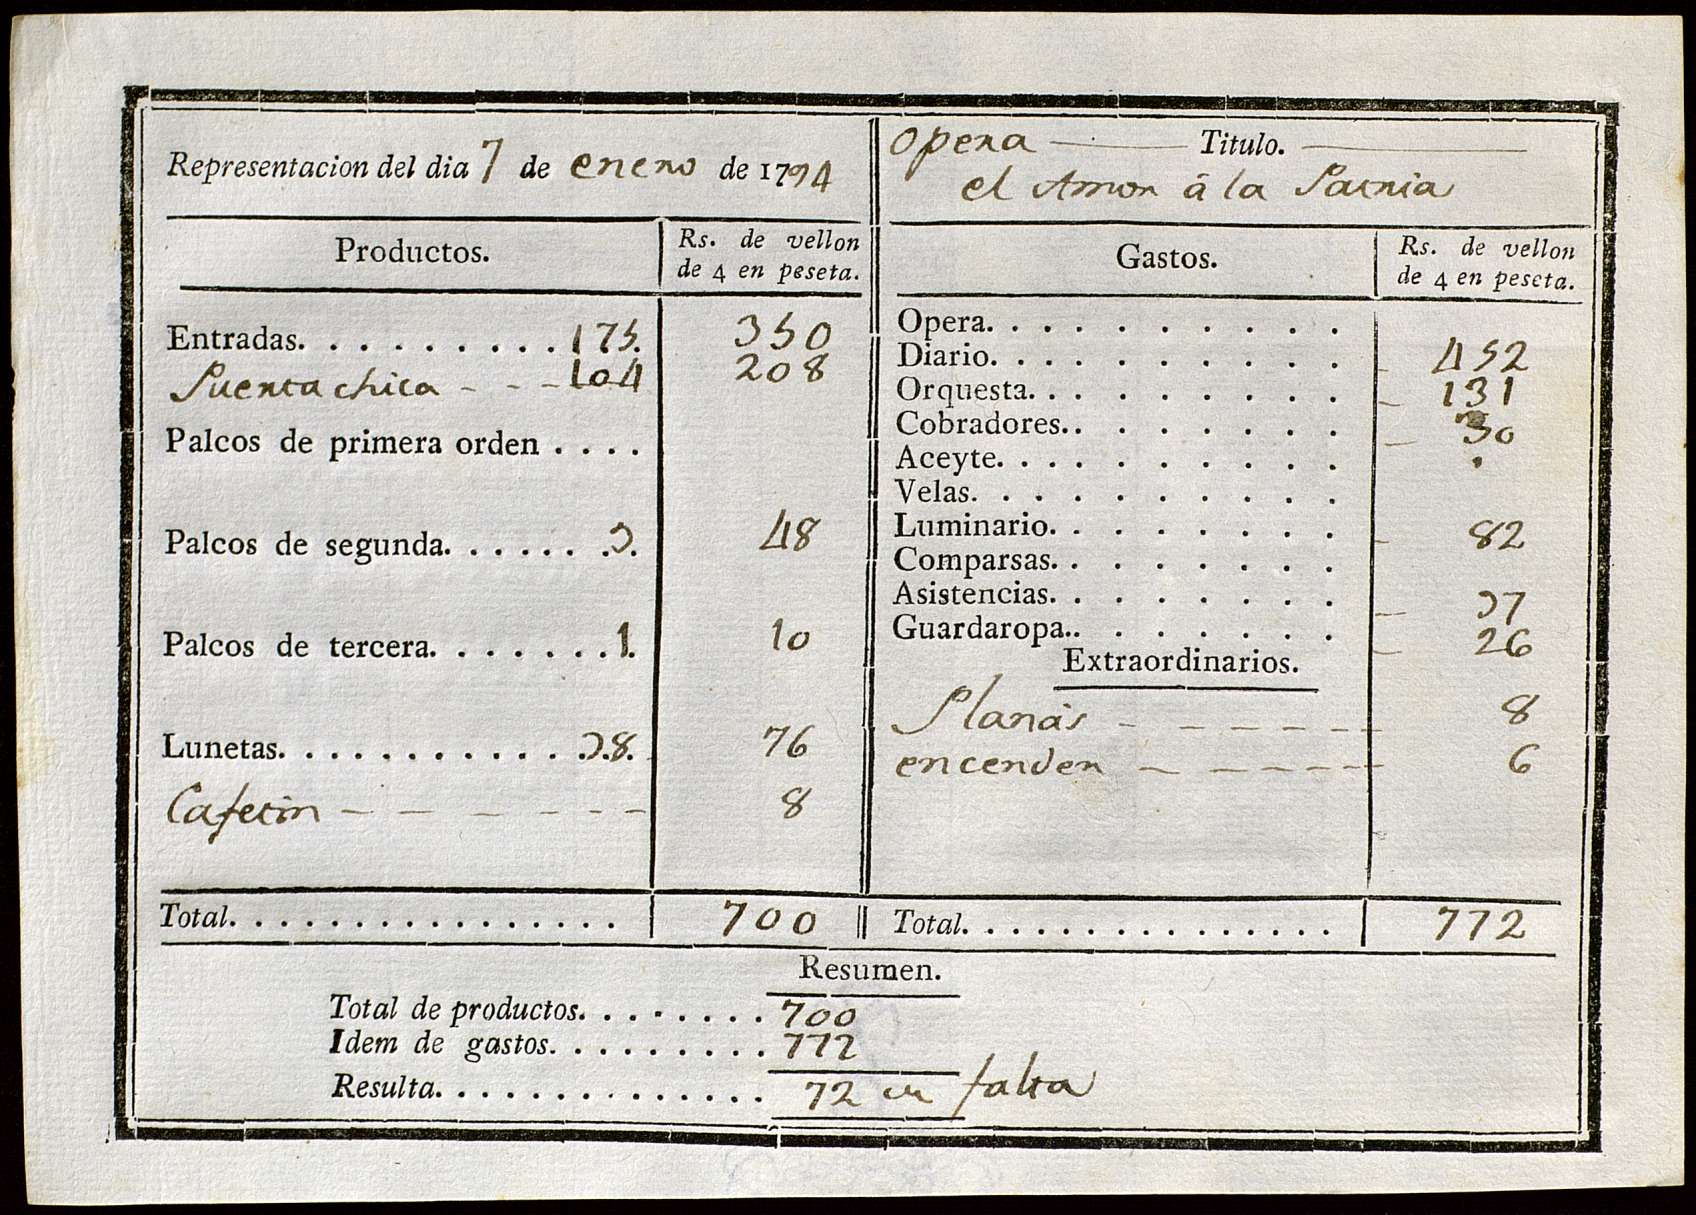 Representacion del dia 7 de enero de 1794
Opera Titulo.
el Amor á la Patria
Productos.
Rs. de vellon
de 4 en peseta.
Entradas. 175. 350
Puerta chica 104 208
Palcos de primera orden
Palcos de segunda. 3. 48
Palcos de tercera. 1. 10
Lunetas. 38. 76
Cafetin 8
Total. 700
Gastos.
Rs. de vellon
de 4 en peseta.
Opera.
Diario. 452
Orquesta. 131
Cobradores. 30
Aceyte.
Velas.
Luminario. 82
Comparsas.
Asistencias. 37
Guardaropa. 26
Extraordinarios.
Planás 8
encender 6
Total. 772
Resumen.
Total de productos. 700
Idem de gastos. 772
Resulta. 72 en falta